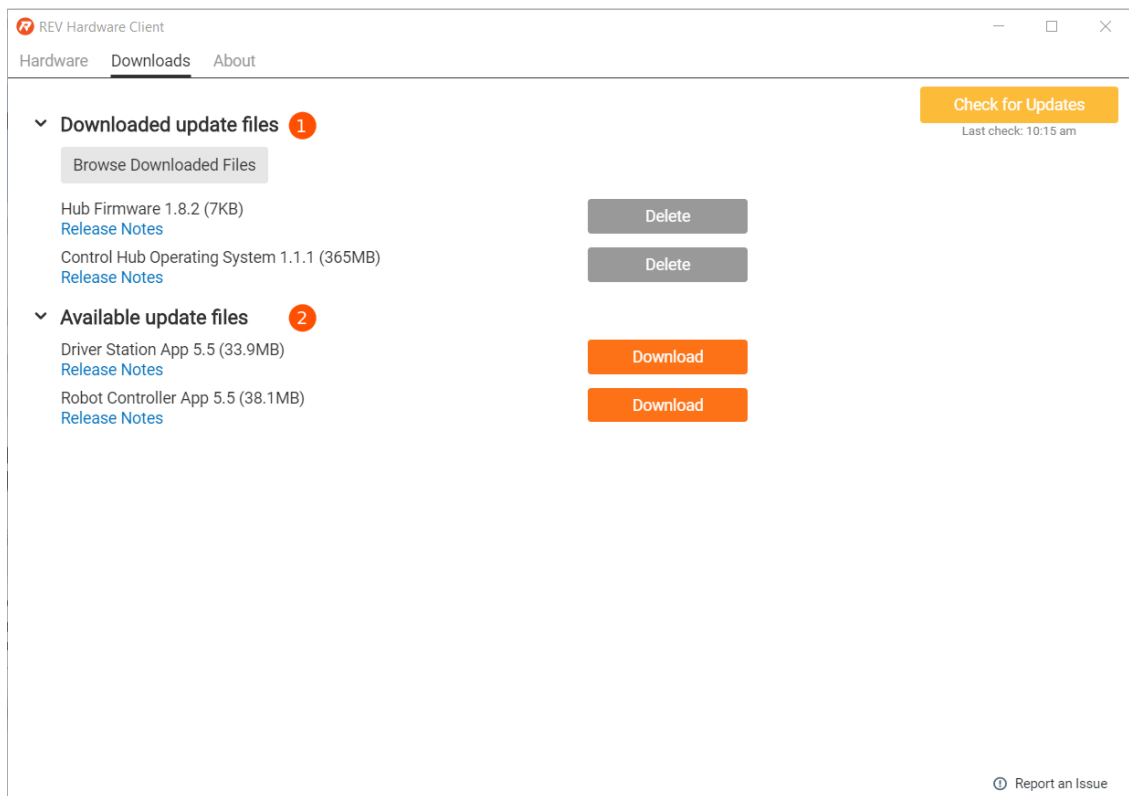 REV Hardware Client
Hardware Downloads About
Check for Updates
Last check: 10:15 am
Downloaded update files 1
Browse Downloaded Files
Hub Firmware 1.8.2 (7KB)
Delete
Release Notes
Control Hub Operating System 1.1.1 (365MB)
Delete
Release Notes
Available update files 2
Driver Station App 5.5 (33.9MB)
Download
Release Notes
Robot Controller App 5.5 (38.1MB)
Download
Release Notes
Report an Issue